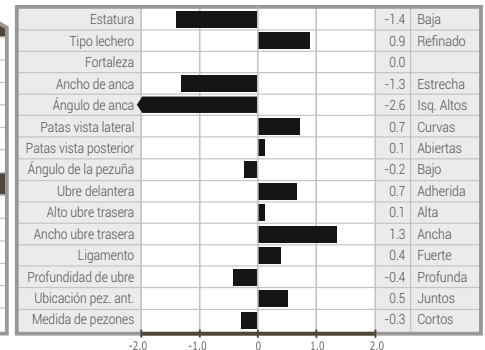 Estatura -1.4 Baja
Tipo lechero 0.9 Refinado
Fortaleza 0.0
Ancho de anca -1.3 Estrecha
Ángulo de anca -2.6 Isq. Altos
Patas vista lateral 0.7 Curvas
Patas vista posterior 0.1 Abiertas
Ángulo de la pezuña -0.2 Bajo
Ubre delantera 0.7 Adherida
Alto ubre trasera 0.1 Alta
Ancho ubre trasera 1.3 Ancha
Ligamento 0.4 Fuerte
Profundidad de ubre -0.4 Profunda
Ubicación pez. ant. 0.5 Juntos
Medida de pezones -0.3 Cortos
-2.0 -1.0 0 1.0 2.0